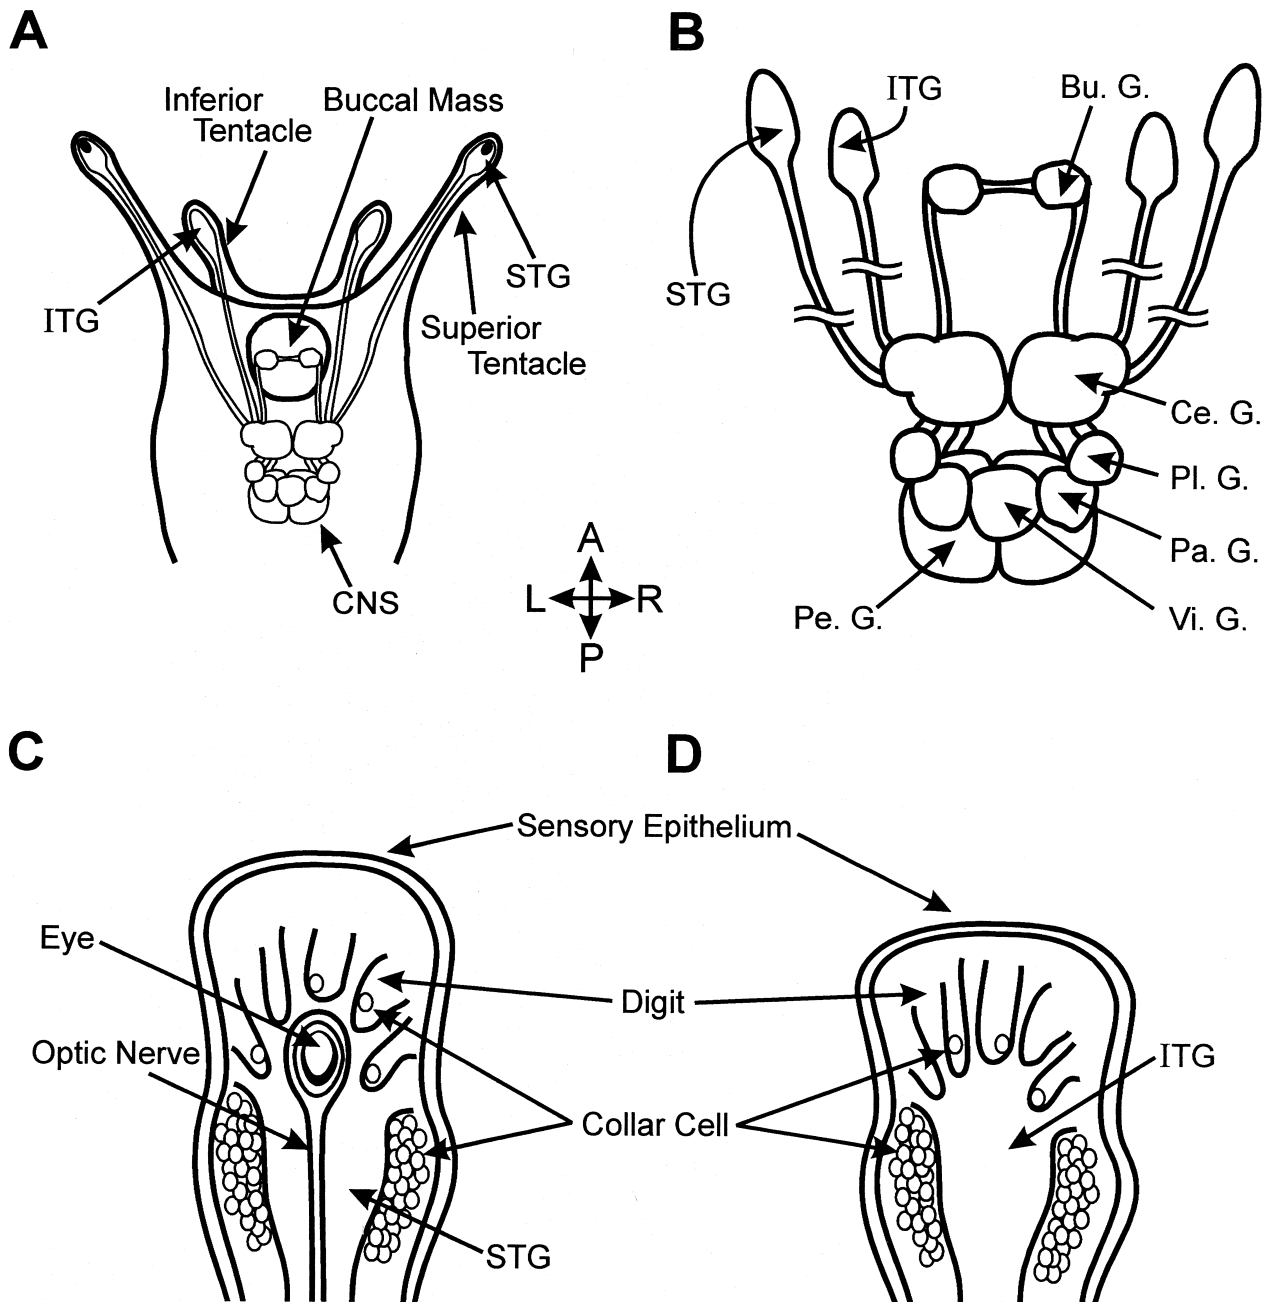 A
Inferior
Tentacle
Buccal Mass
ITG
STG
Superior
Tentacle
CNS
A
L
R
P
B
ITG
Bu. G.
STG
Ce. G.
Pl. G.
Pa. G.
Pe. G.
Vi. G.
C
D
Sensory Epithelium
Eye
Digit
Optic Nerve
ITG
Collar Cell
STG